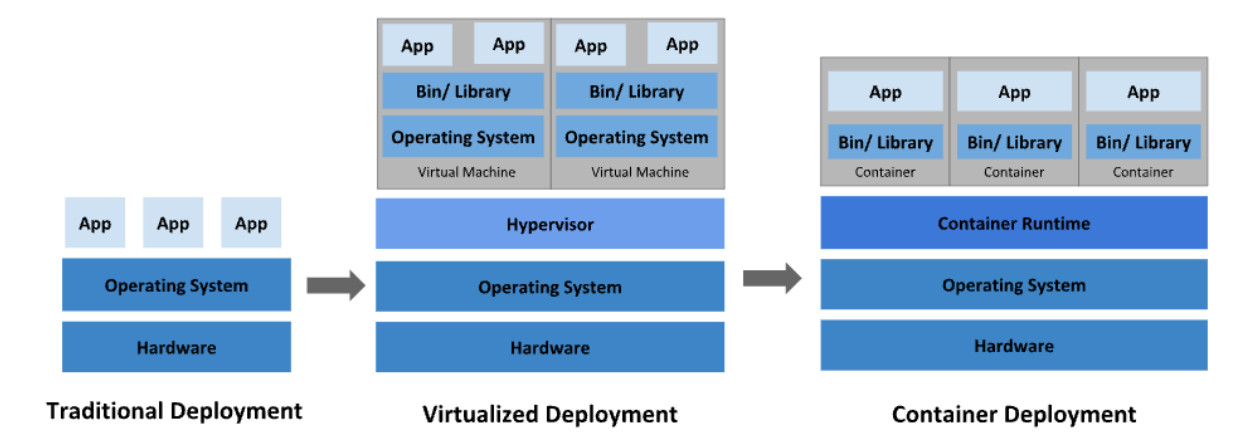 App App App
Operating System
Hardware
Traditional Deployment
App App App App
Bin/ Library Bin/ Library
Operating System Operating System
Virtual Machine Virtual Machine
Hypervisor
Operating System
Hardware
Virtualized Deployment
App App App
Bin/ Library Bin/ Library Bin/ Library
Container Container Container
Container Runtime
Operating System
Hardware
Container Deployment